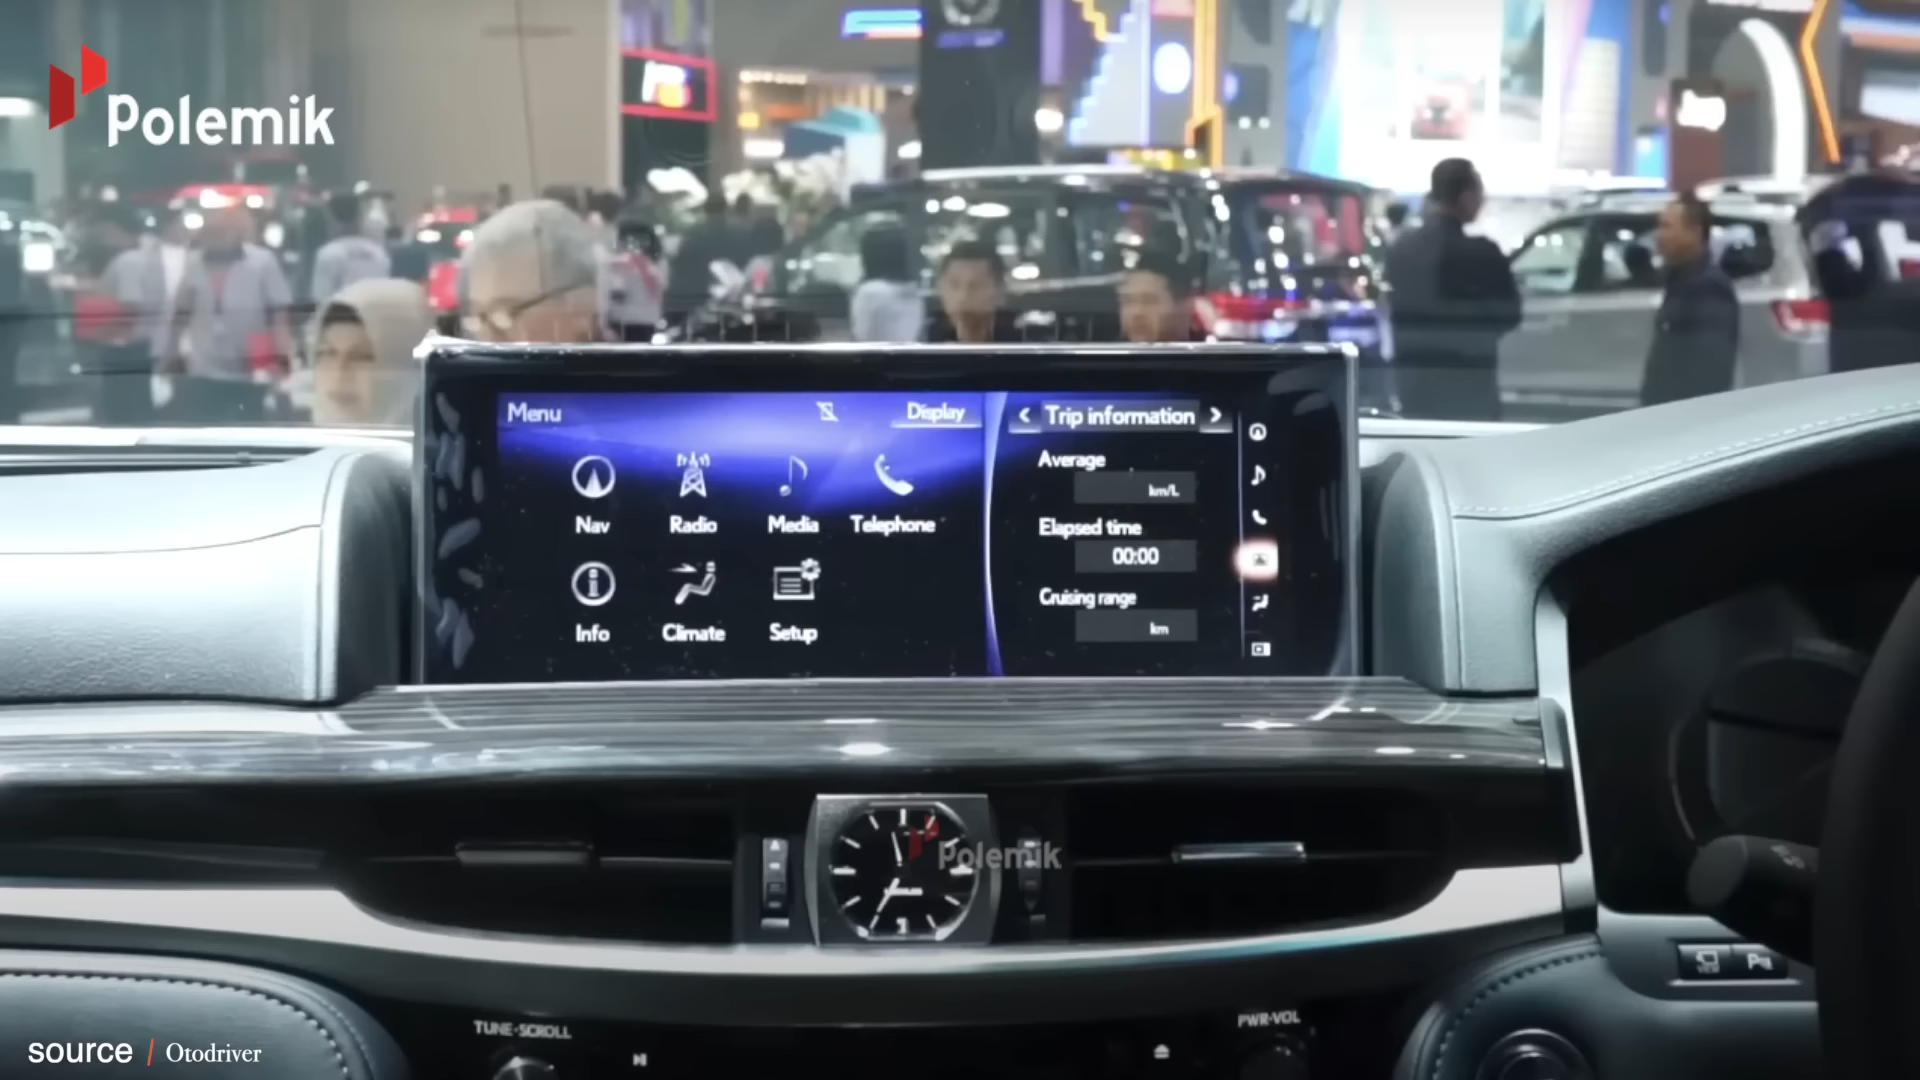 Polemik
Jeep
Menu
Display
Trip information
Average
km/L
Elapsed time
00:00
Cruising range
km
Nav
Radio
Media
Telephone
Info
Climate
Setup
Polemik
TUNE·SCROLL
PWR·VOL
source / Otodriver